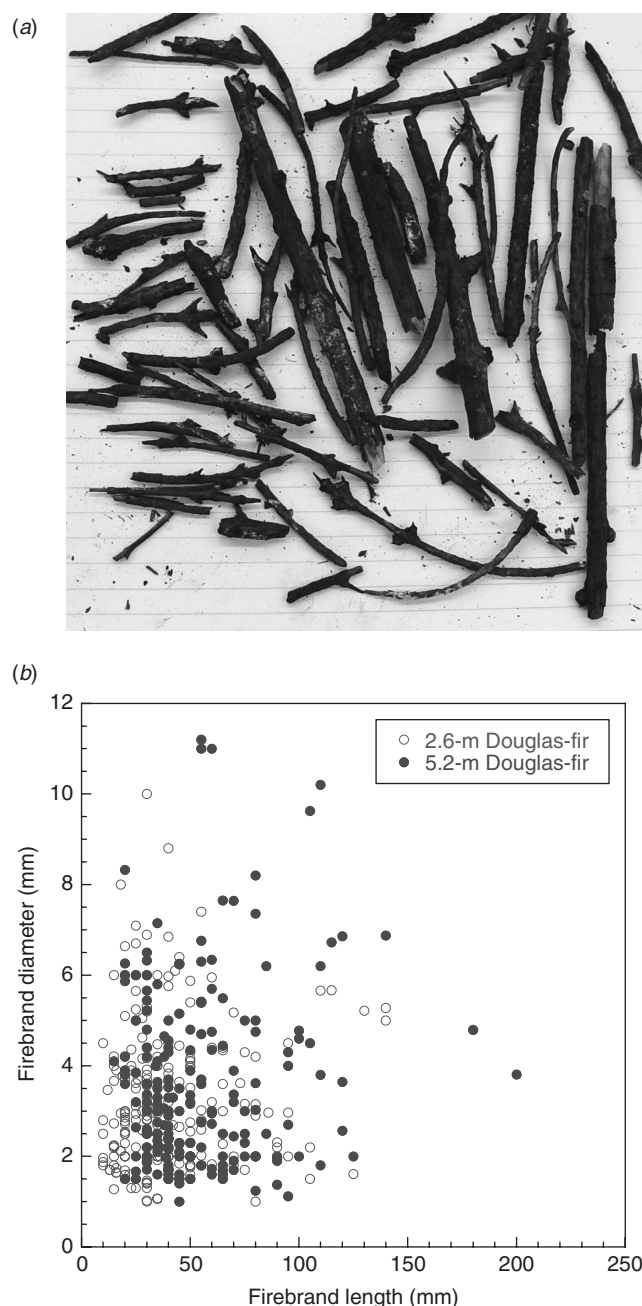 (a)
(b)
12
10
8
6
4
2
0
Firebrand diameter (mm)
2.6-m Douglas-fir
5.2-m Douglas-fir
0 50 100 150 200 250
Firebrand length (mm)